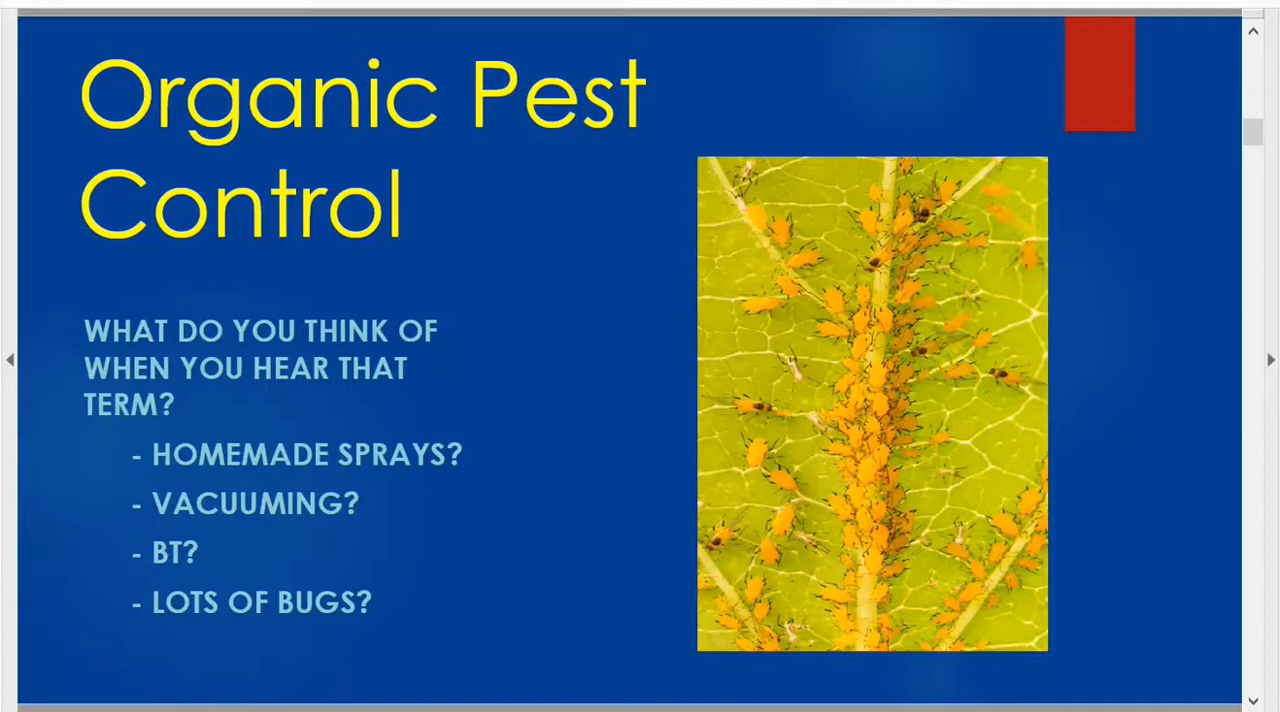 Organic Pest
Control
WHAT DO YOU THINK OF
WHEN YOU HEAR THAT
TERM?
- HOMEMADE SPRAYS?
- VACUUMING?
- BT?
- LOTS OF BUGS?